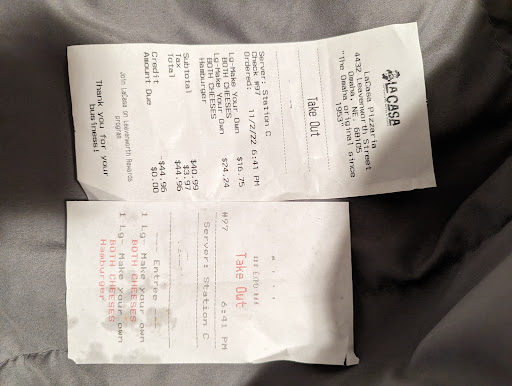 LA CASA
LaCasa Pizzaria
4432 Leavenworth Street
Omaha, NE. 68105
"The Omaha original since
1953"
Take Out
Server: Station C
Check #97
Ordered: 11/2/22 6:41 PM
Lg-Make Your Own $16.75
BOTH CHEESES
Lg-Make Your Own $24.24
BOTH CHEESES
Hamburger
Subtotal $40.99
Tax $3.97
Total $44.96
Credit -$44.96
Amount Due $0.00
Thank you for your
business!
Join LaCasa on Leavenworth Rewards
program
Take Out
#97 6:41 PM
Server: Station C
--- Entree ---
1 Lg- Make your own
BOTH CHEESES
1 Lg- Make your own
BOTH CHEESES
Hamburger